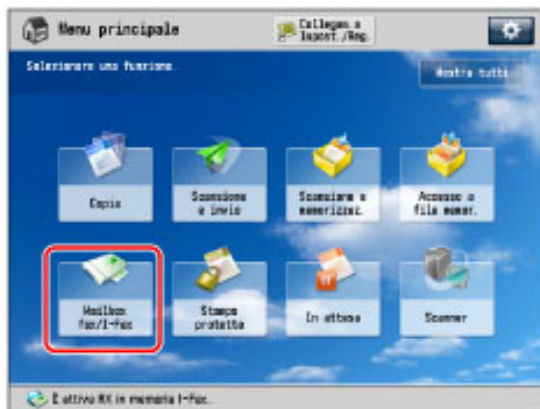 Menu principale
Collegam. a
Impost./Reg.
Selezionare una funzione.
Mostra tutti
Copia
Scansione
e invio
Scansione e
memorizzaz.
Accesso a
file memor.
Mailbox
fax/I-Fax
Stampa
protetta
In attesa
Scanner
È attivo RX in memoria I-Fax.